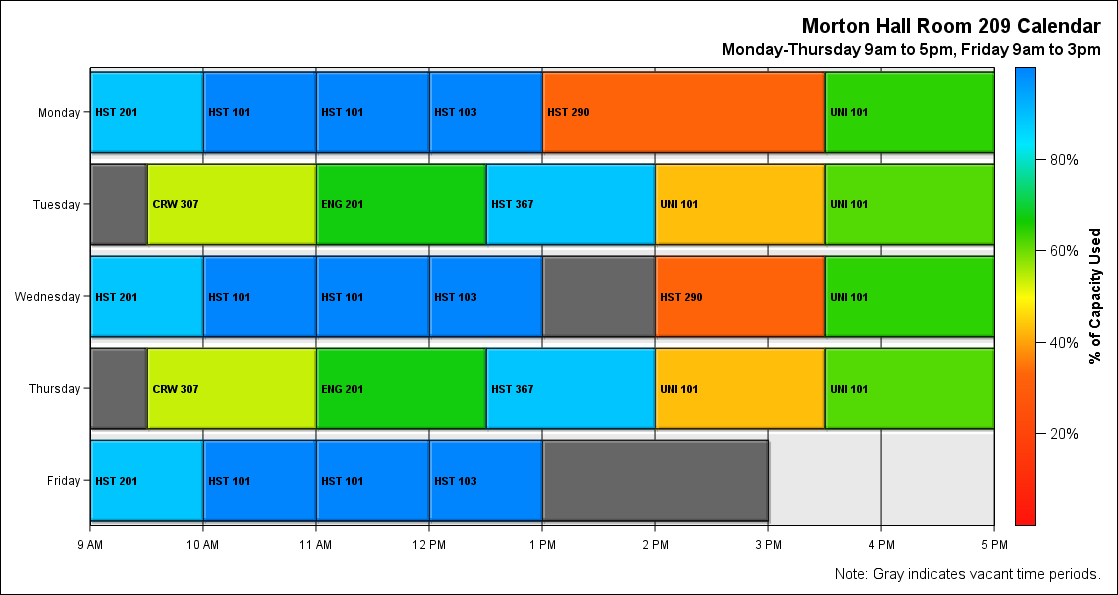 Morton Hall Room 209 Calendar
Monday-Thursday 9am to 5pm, Friday 9am to 3pm
Monday HST 201 HST 101 HST 101 HST 103 HST 290 UNI 101
Tuesday CRW 307 ENG 201 HST 367 UNI 101 UNI 101
Wednesday HST 201 HST 101 HST 101 HST 103 HST 290 UNI 101
Thursday CRW 307 ENG 201 HST 367 UNI 101 UNI 101
Friday HST 201 HST 101 HST 101 HST 103
9 AM 10 AM 11 AM 12 PM 1 PM 2 PM 3 PM 4 PM 5 PM
80%
60%
40%
20%
% of Capacity Used
Note: Gray indicates vacant time periods.